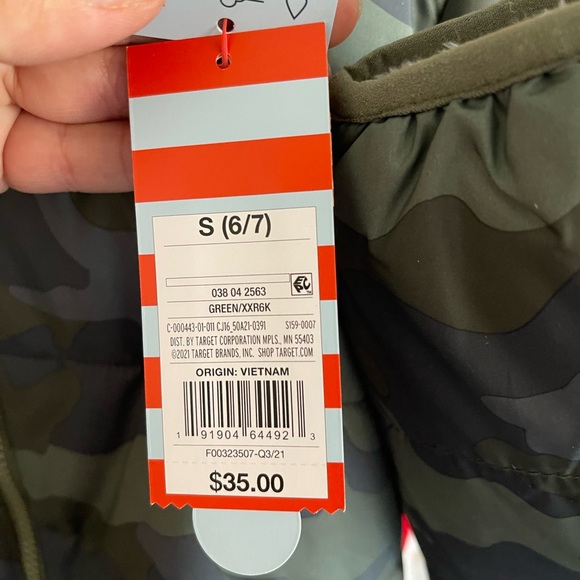 S (6/7)
038 04 2563
GREEN/XXR6K
C-000443-01-011 CJ16_50A21-0391 S159-0007
DIST. BY TARGET CORPORATION MPLS., MN 55403
©2021 TARGET BRANDS, INC. SHOP TARGET.COM
ORIGIN: VIETNAM
1 91904 64492 3
F00323507-Q3/21
$35.00